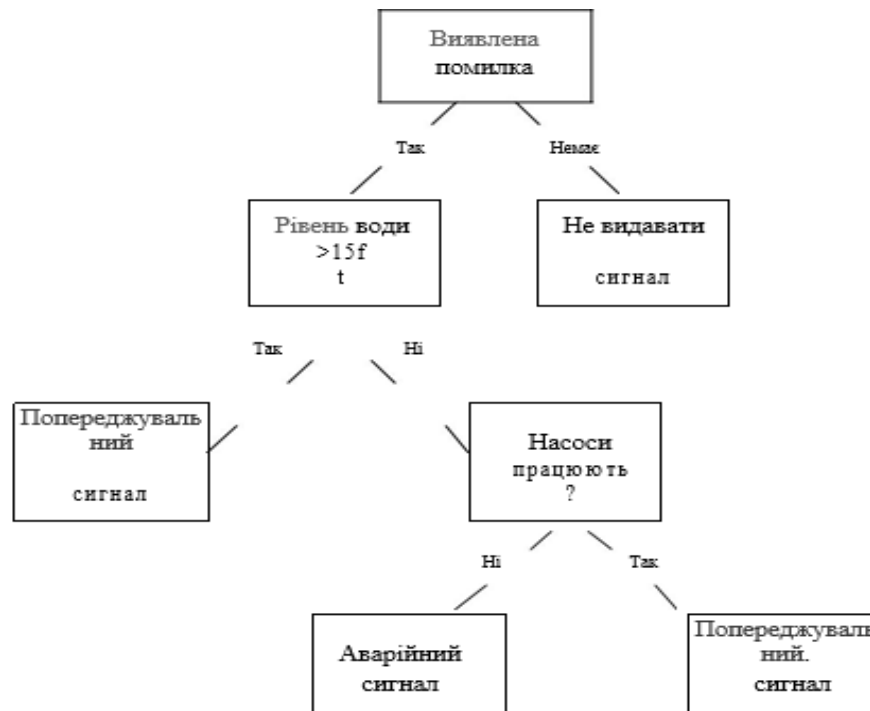 Виявлена
помилка
Так
Немає
Рівень води
>15f
t
Не видавати
сигнал
Так
Ні
Попереджуваль
ний
сигнал
Насоси
працюють
?
Ні
Так
Аварійний
сигнал
Попереджуваль
ний.
сигнал